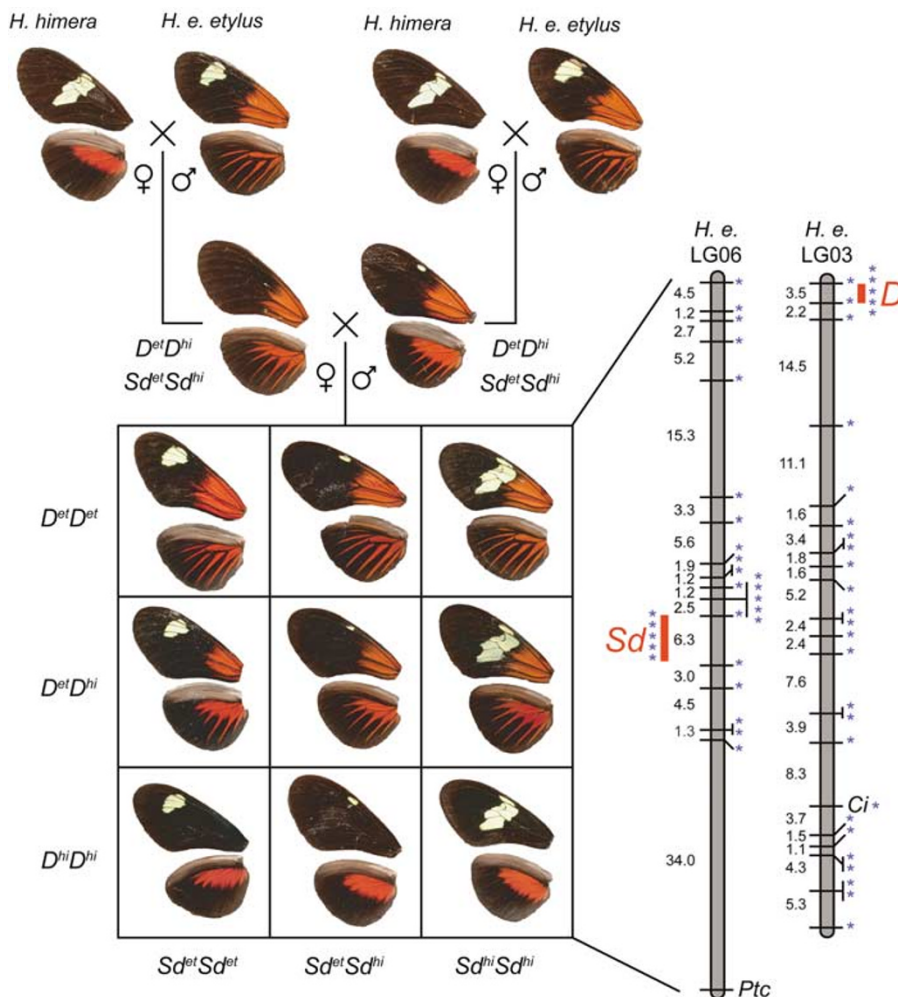 H. himera
H. e. etylus
H. himera
H. e. etylus
×
♀
♂
×
♀
♂
D^et D^hi
Sd^et Sd^hi
×
D^et D^hi
Sd^et Sd^hi
♀
♂
D^et D^et
D^et D^hi
D^hi D^hi
Sd^et Sd^et
Sd^et Sd^hi
Sd^hi Sd^hi
H. e.
LG06
4.5
1.2
2.7
5.2
15.3
3.3
5.6
1.9
1.2
1.2
2.5
Sd
6.3
3.0
4.5
1.3
34.0
Ptc
H. e.
LG03
3.5
D
2.2
14.5
11.1
1.6
3.4
1.8
1.6
5.2
2.4
2.4
7.6
3.9
8.3
Ci *
3.7
1.5
1.1
4.3
5.3